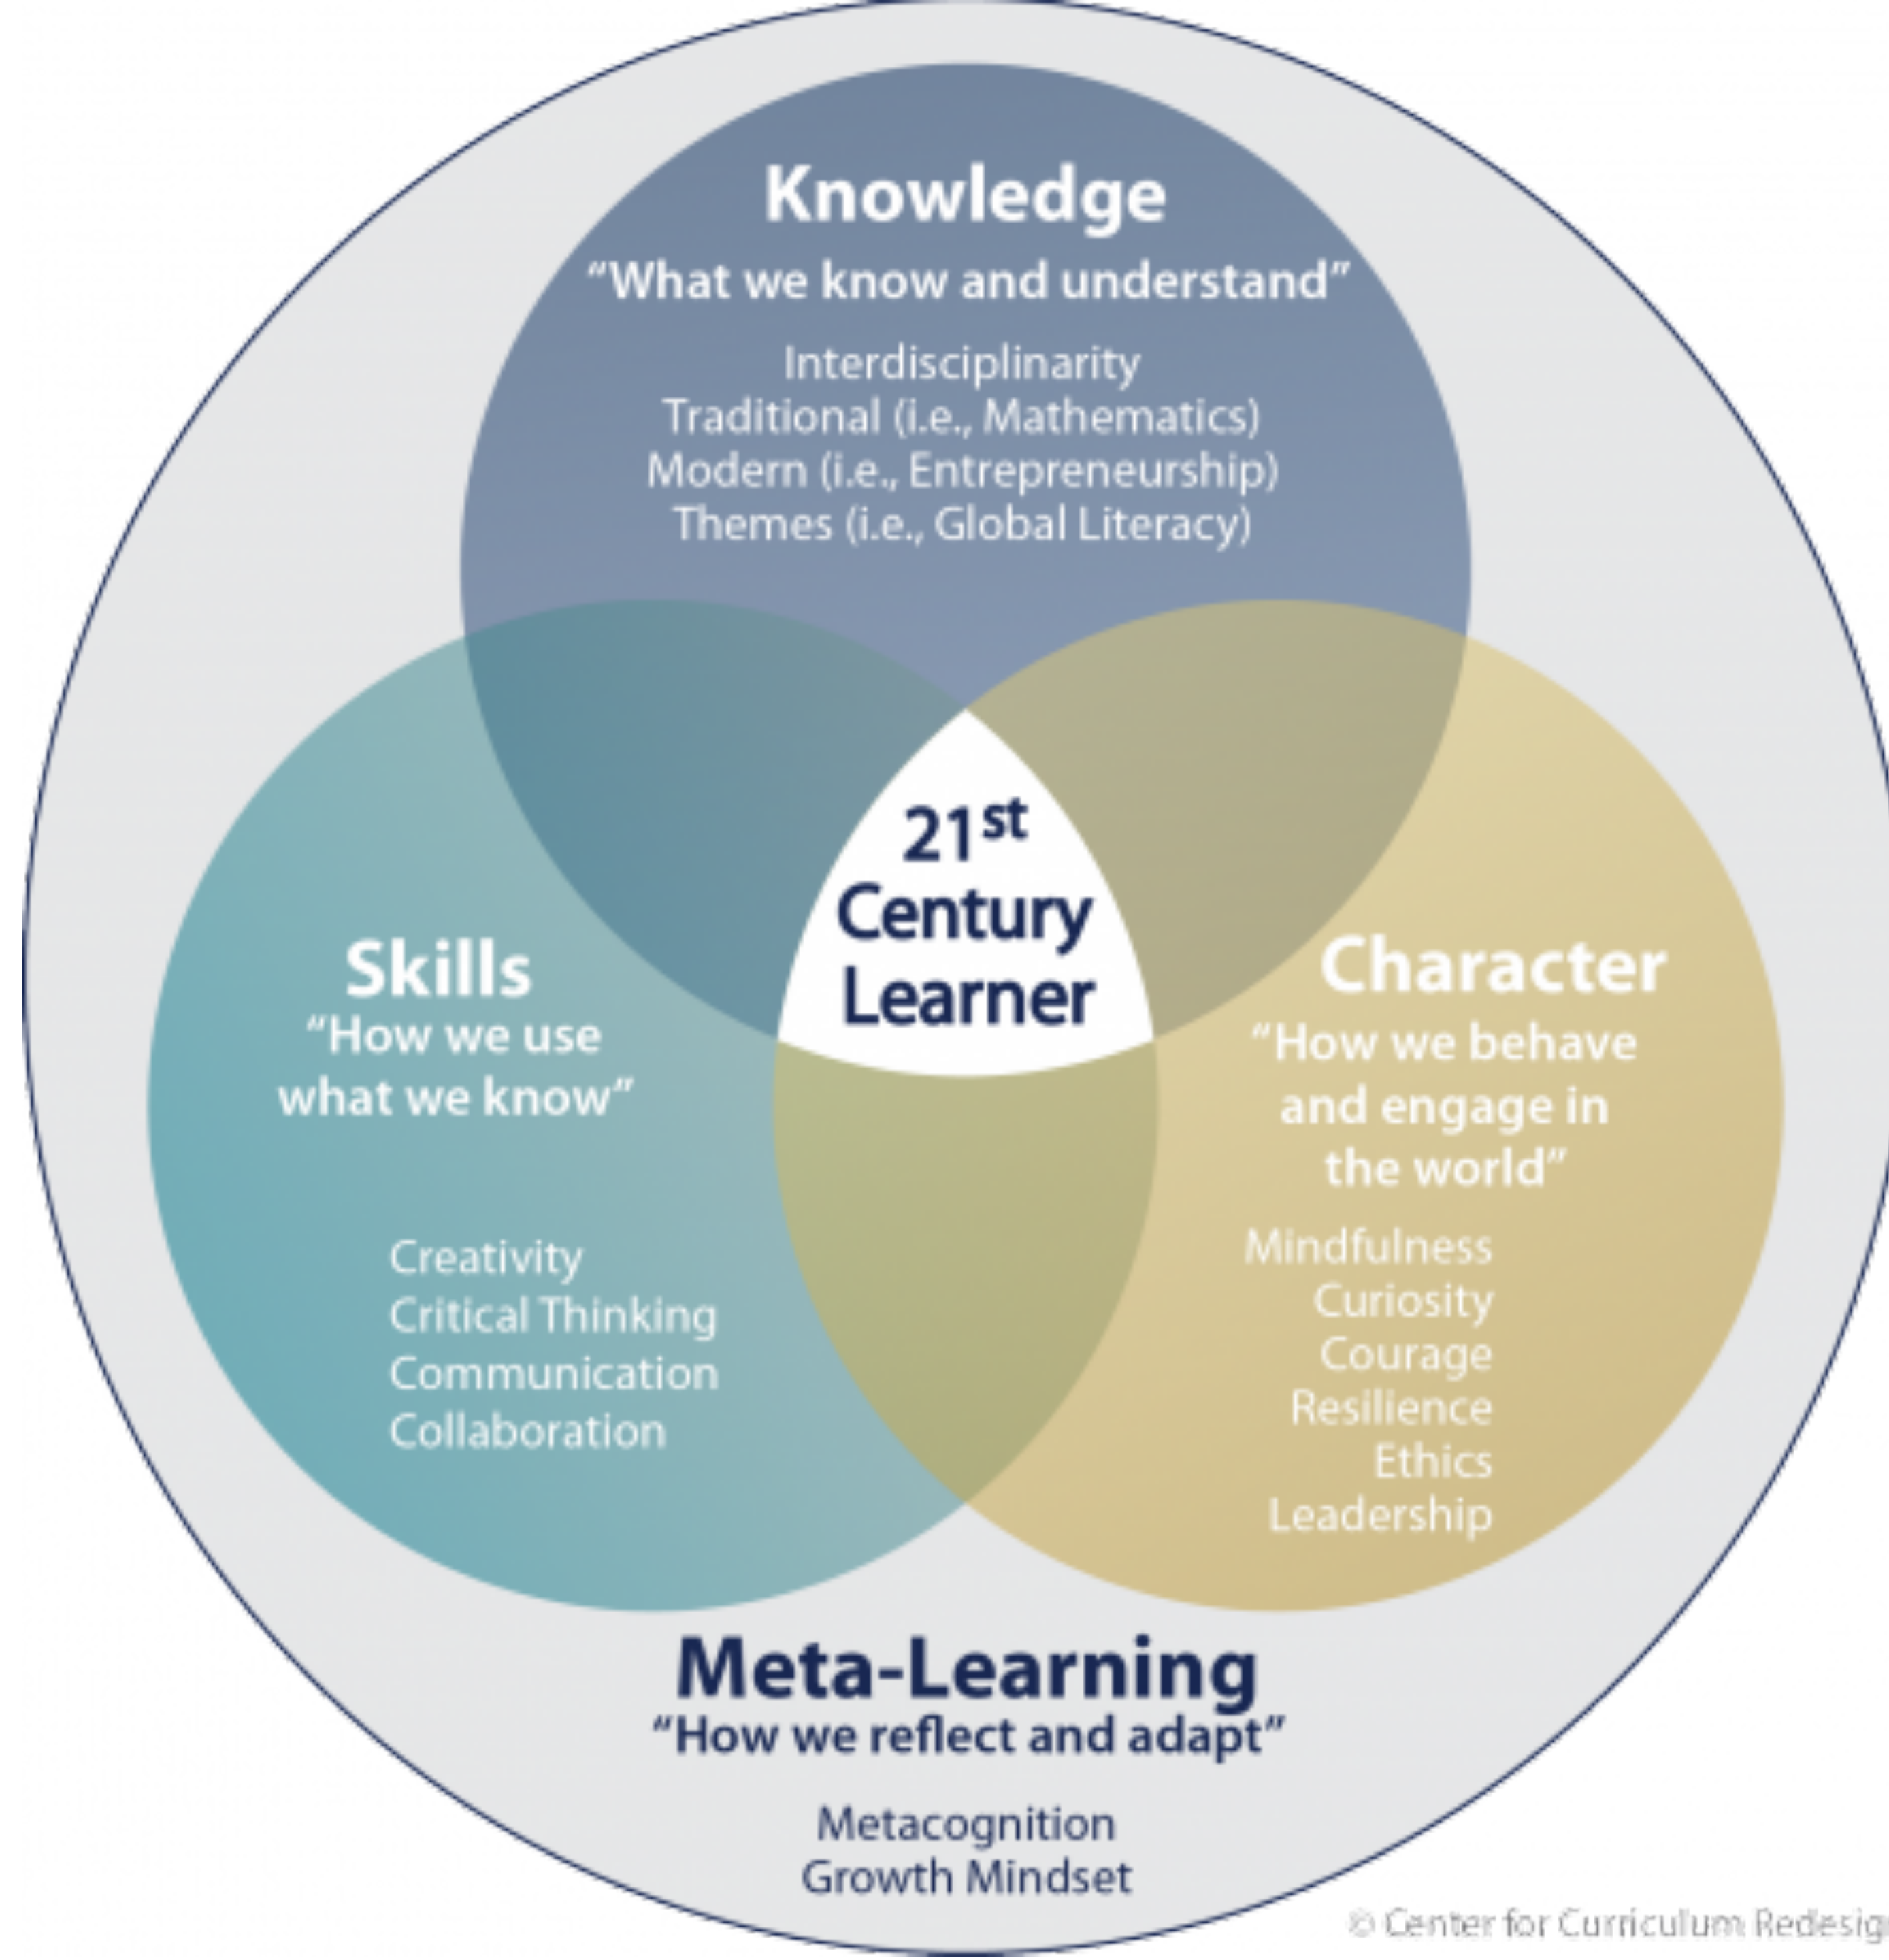 Knowledge
“What we know and understand”
Interdisciplinarity
Traditional (i.e., Mathematics)
Modern (i.e., Entrepreneurship)
Themes (i.e., Global Literacy)
21st
Century
Learner
Skills
“How we use
what we know”
Creativity
Critical Thinking
Communication
Collaboration
Character
“How we behave
and engage in
the world”
Mindfulness
Curiosity
Courage
Resilience
Ethics
Leadership
Meta-Learning
“How we reflect and adapt”
Metacognition
Growth Mindset
© Center for Curriculum Redesig